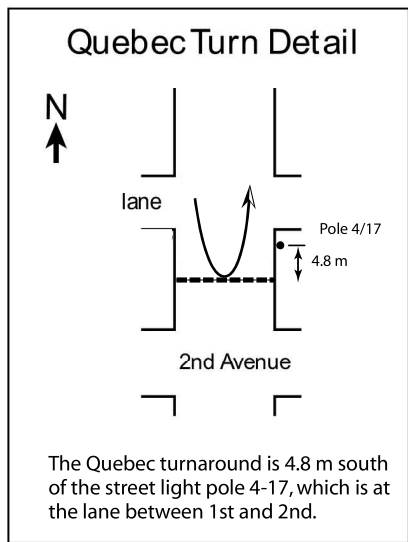 Quebec Turn Detail
N
lane
Pole 4/17
4.8 m
2nd Avenue
The Quebec turnaround is 4.8 m south
of the street light pole 4-17, which is at
the lane between 1st and 2nd.